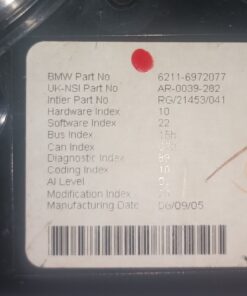 BMW Part No 6211-6972077
UK-NSI Part No AR-0039-282
Intier Part No RG/21453/041
Hardware Index 10
Software Index 22
Bus Index
Can Index
Diagnostic Index
Coding Index 10
AI Level
Modification Index
Manufacturing Date 06/09/05